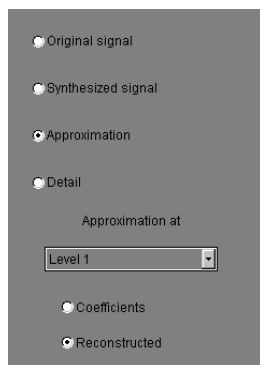 Original signal
Synthesized signal
Approximation
Detail
Approximation at
Level 1
Coefficients
Reconstructed